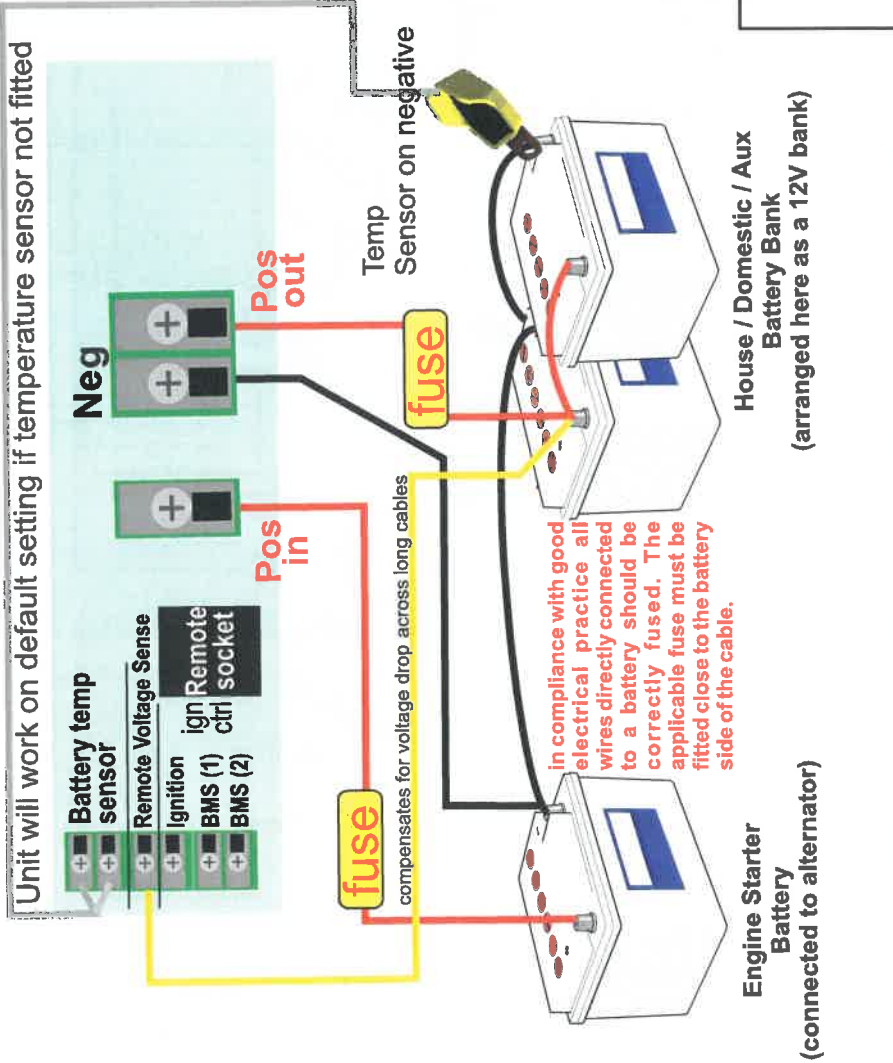 Unit will work on default setting if temperature sensor not fitted
Battery temp
sensor
Remote Voltage Sense
Ignition
ign
ctrl
BMS (1)
BMS (2)
Remote
socket
Pos
in
Neg
Pos
out
fuse
fuse
compensates for voltage drop across long cables
Temp
Sensor on negative
in compliance with good
electrical practice all
wires directly connected
to a battery should be
correctly fused. The
applicable fuse must be
fitted close to the battery
side of the cable.
Engine Starter
Battery
(connected to alternator)
House / Domestic / Aux
Battery Bank
(arranged here as a 12V bank)